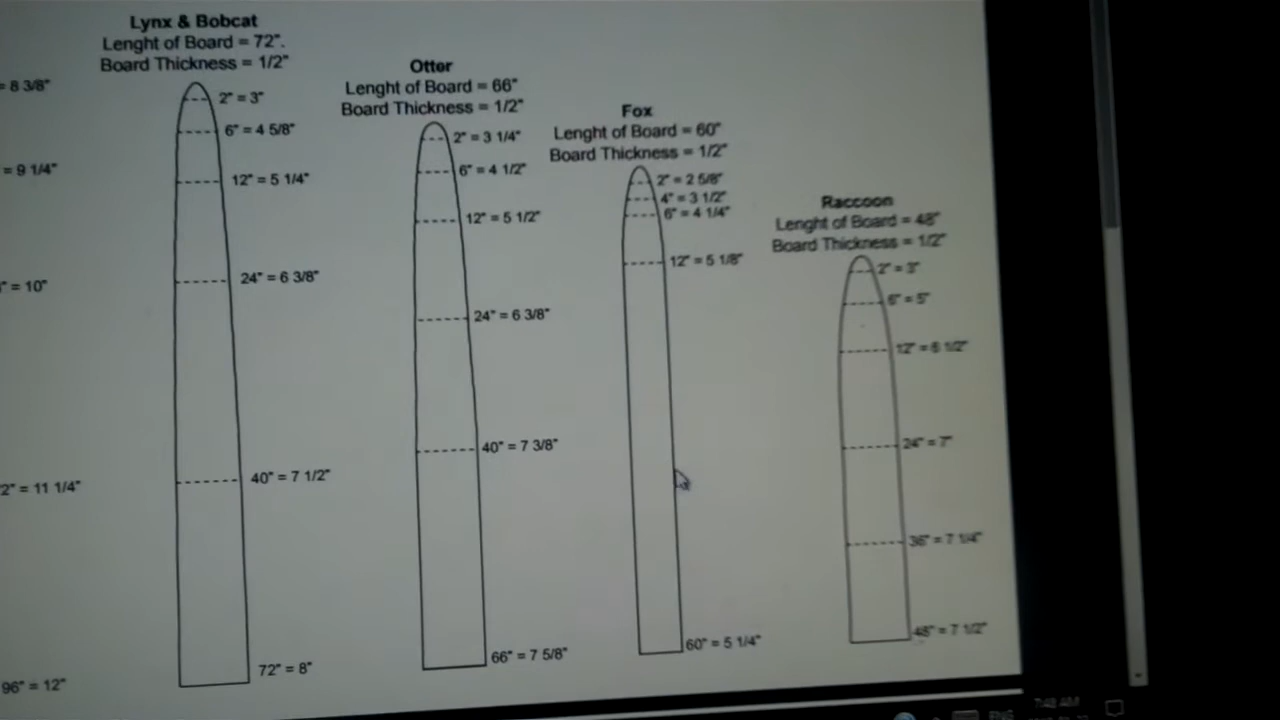 = 8 3/8"
= 9 1/4"
" = 10"
2" = 11 1/4"
96" = 12"
Lynx & Bobcat
Lenght of Board = 72".
Board Thickness = 1/2"
2" = 3"
6" = 4 5/8"
12" = 5 1/4"
24" = 6 3/8"
40" = 7 1/2"
72" = 8"
Otter
Lenght of Board = 66"
Board Thickness = 1/2"
2" = 3 1/4"
6" = 4 1/2"
12" = 5 1/2"
24" = 6 3/8"
40" = 7 3/8"
66" = 7 5/8"
Fox
Lenght of Board = 60"
Board Thickness = 1/2"
2" = 2 5/8"
4" = 3 1/2"
6" = 4 1/4"
12" = 5 1/8"
60" = 5 1/4"
Raccoon
Lenght of Board = 48"
Board Thickness = 1/2"
2" = 3"
6" = 5"
12" = 6 1/2"
24" = 7"
36" = 7 1/4"
48" = 7 1/2"
7:48 AM
ENG